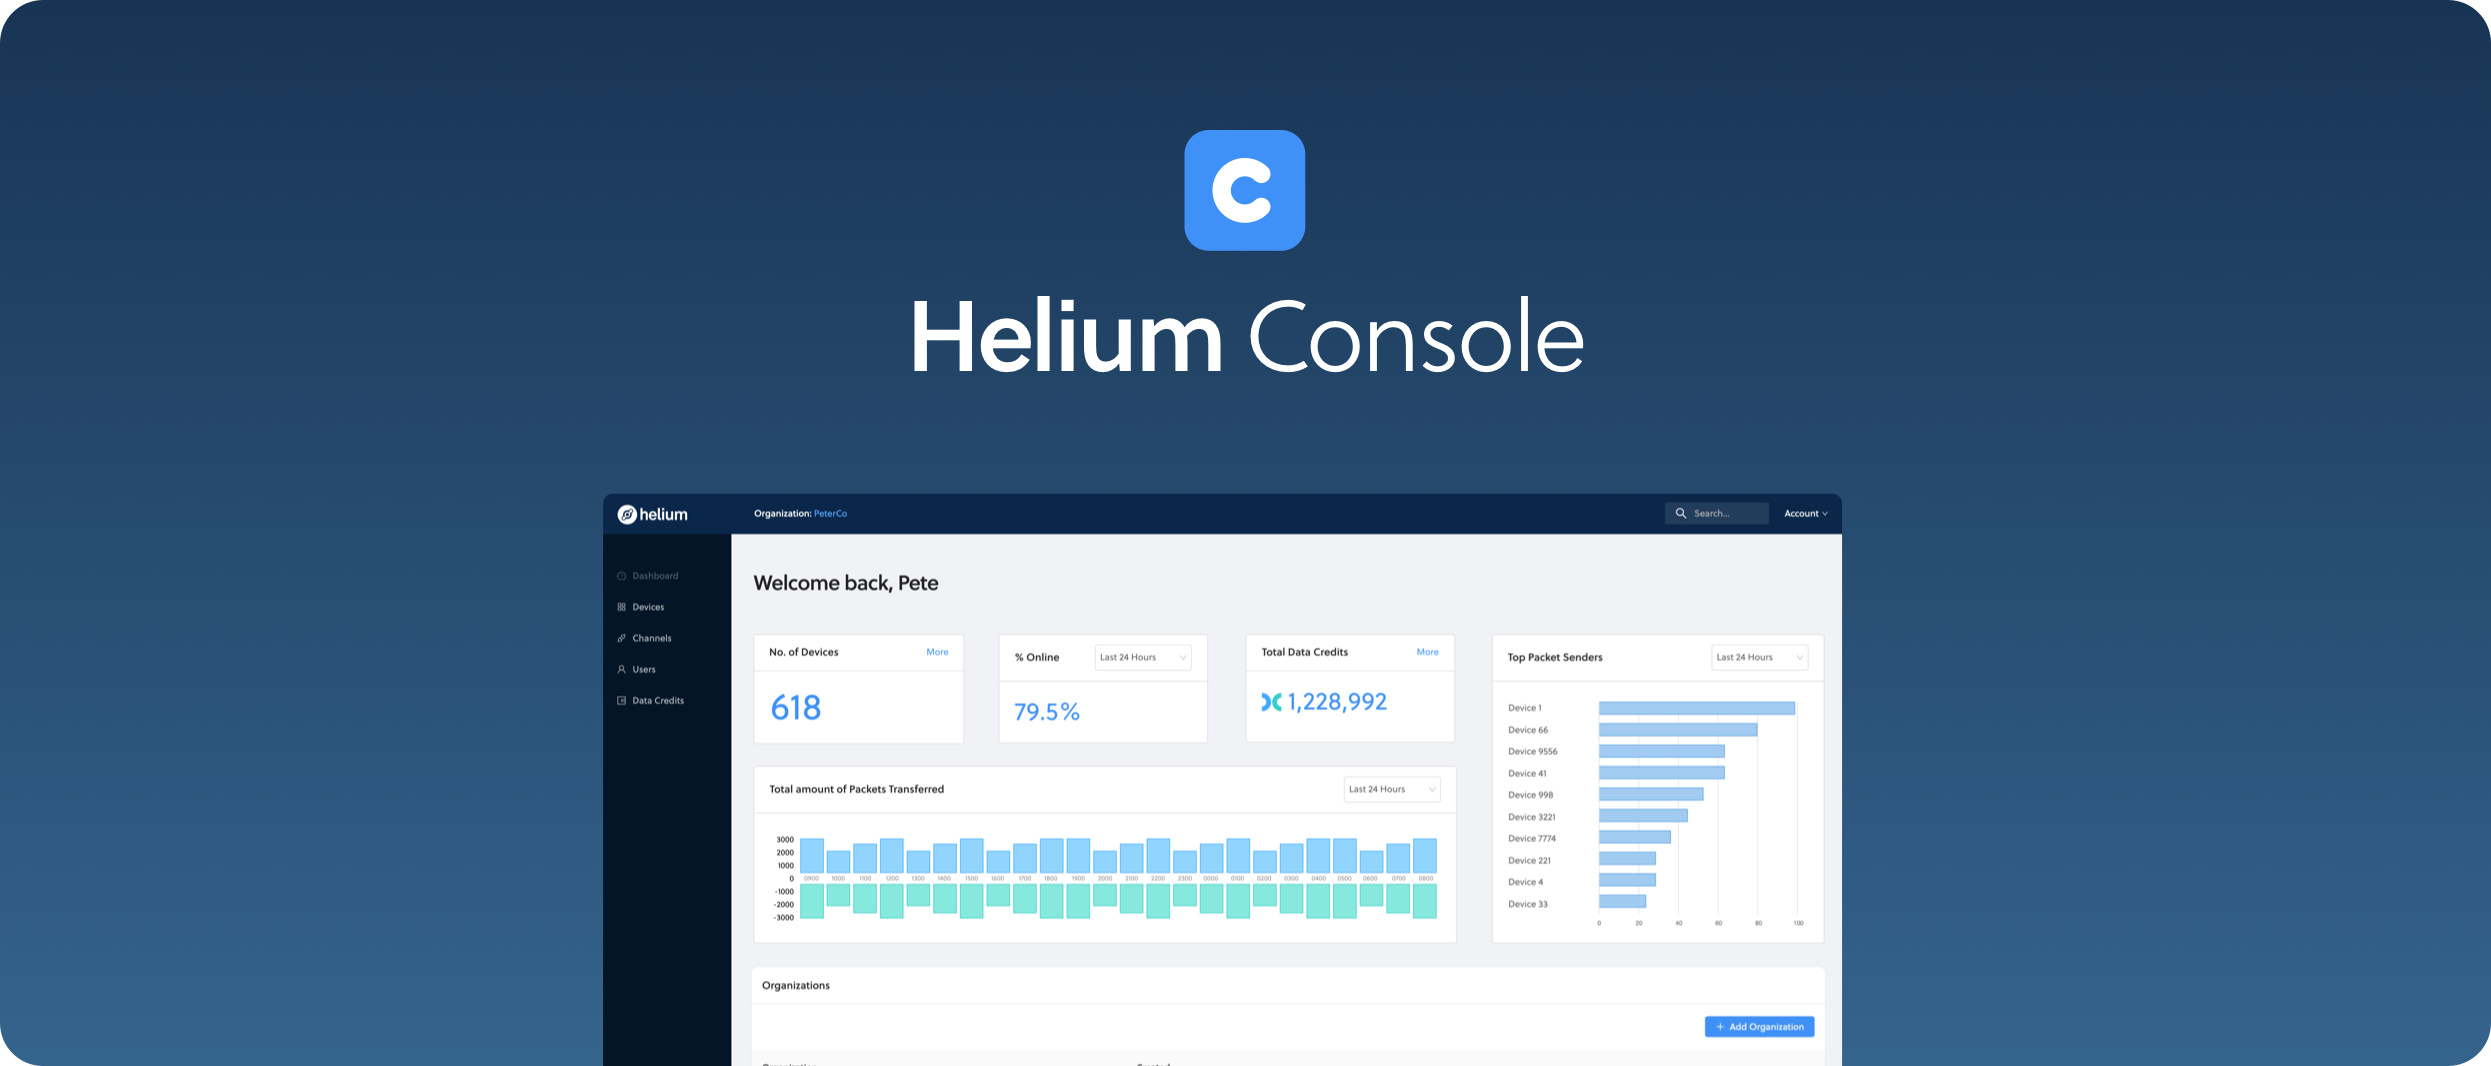 C
Helium Console
helium
Organization: PeterCo
Search...
Account
Dashboard
Devices
Channels
Users
Data Credits
Welcome back, Pete
No. of Devices
More
618
% Online
Last 24 Hours
79.5%
Total Data Credits
More
1,228,992
Top Packet Senders
Last 24 Hours
Device 1
Device 66
Device 9556
Device 41
Device 998
Device 3221
Device 7774
Device 221
Device 4
Device 33
0 20 40 60 80 100
Total amount of Packets Transferred
Last 24 Hours
3000
2000
1000
0
-1000
-2000
-3000
0900 1000 1100 1200 1300 1400 1500 1600 1700 1800 1900 2000 2100 2200 2300 0000 0100 0200 0300 0400 0500 0600 0700 0800
Organizations
+ Add Organization